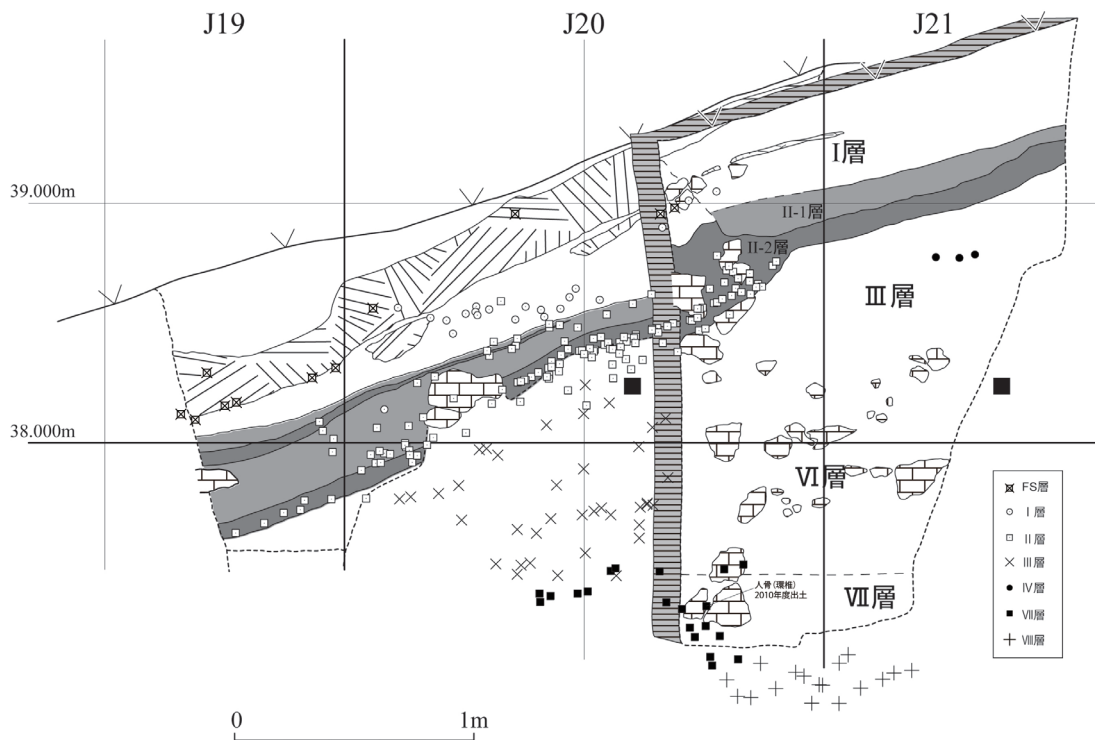 J19
J20
J21
39.000m
I層
II-1層
II-2層
III層
38.000m
VI層
VII層
人骨(環椎)
2010年度出土
FS層
I層
II層
III層
IV層
VII層
VIII層
0
1m